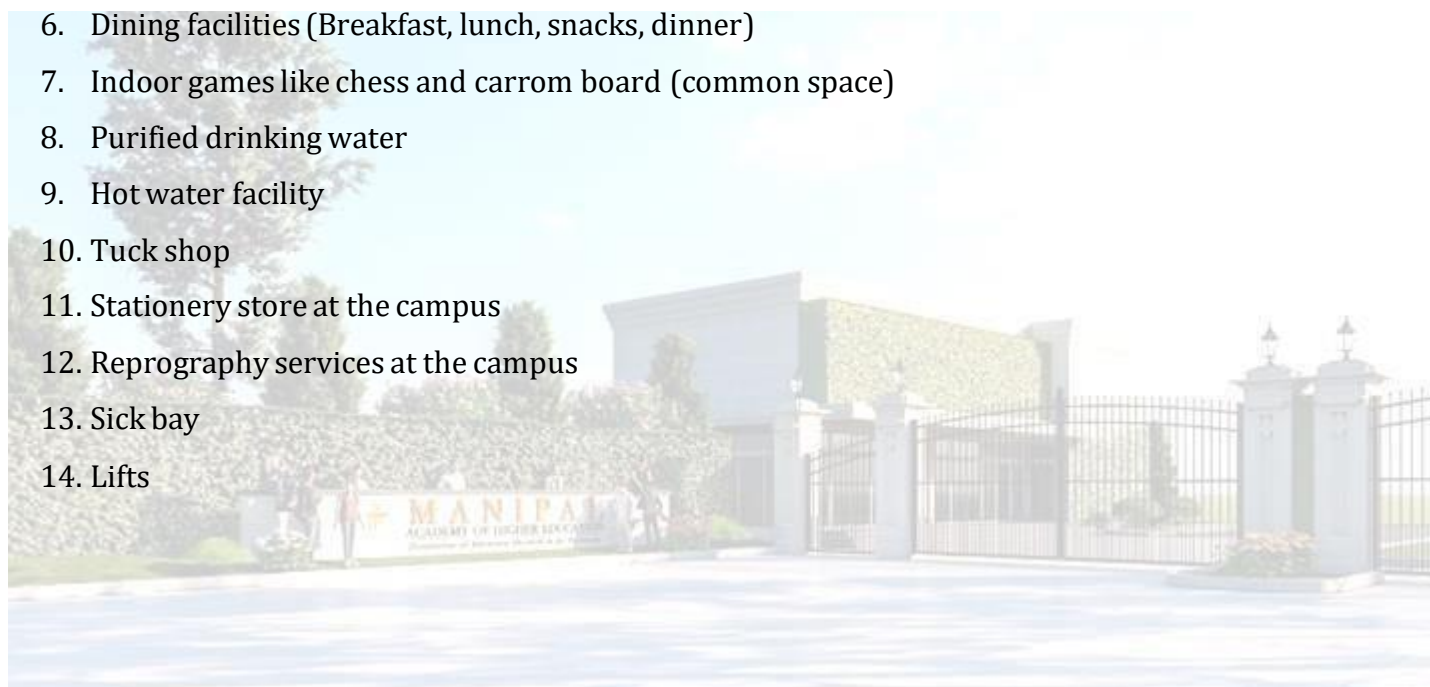 6. Dining facilities (Breakfast, lunch, snacks, dinner)
7. Indoor games like chess and carrom board (common space)
8. Purified drinking water
9. Hot water facility
10. Tuck shop
11. Stationery store at the campus
12. Reprography services at the campus
13. Sick bay
14. Lifts
MANIPAL
ACADEMY OF HIGHER EDUCATION